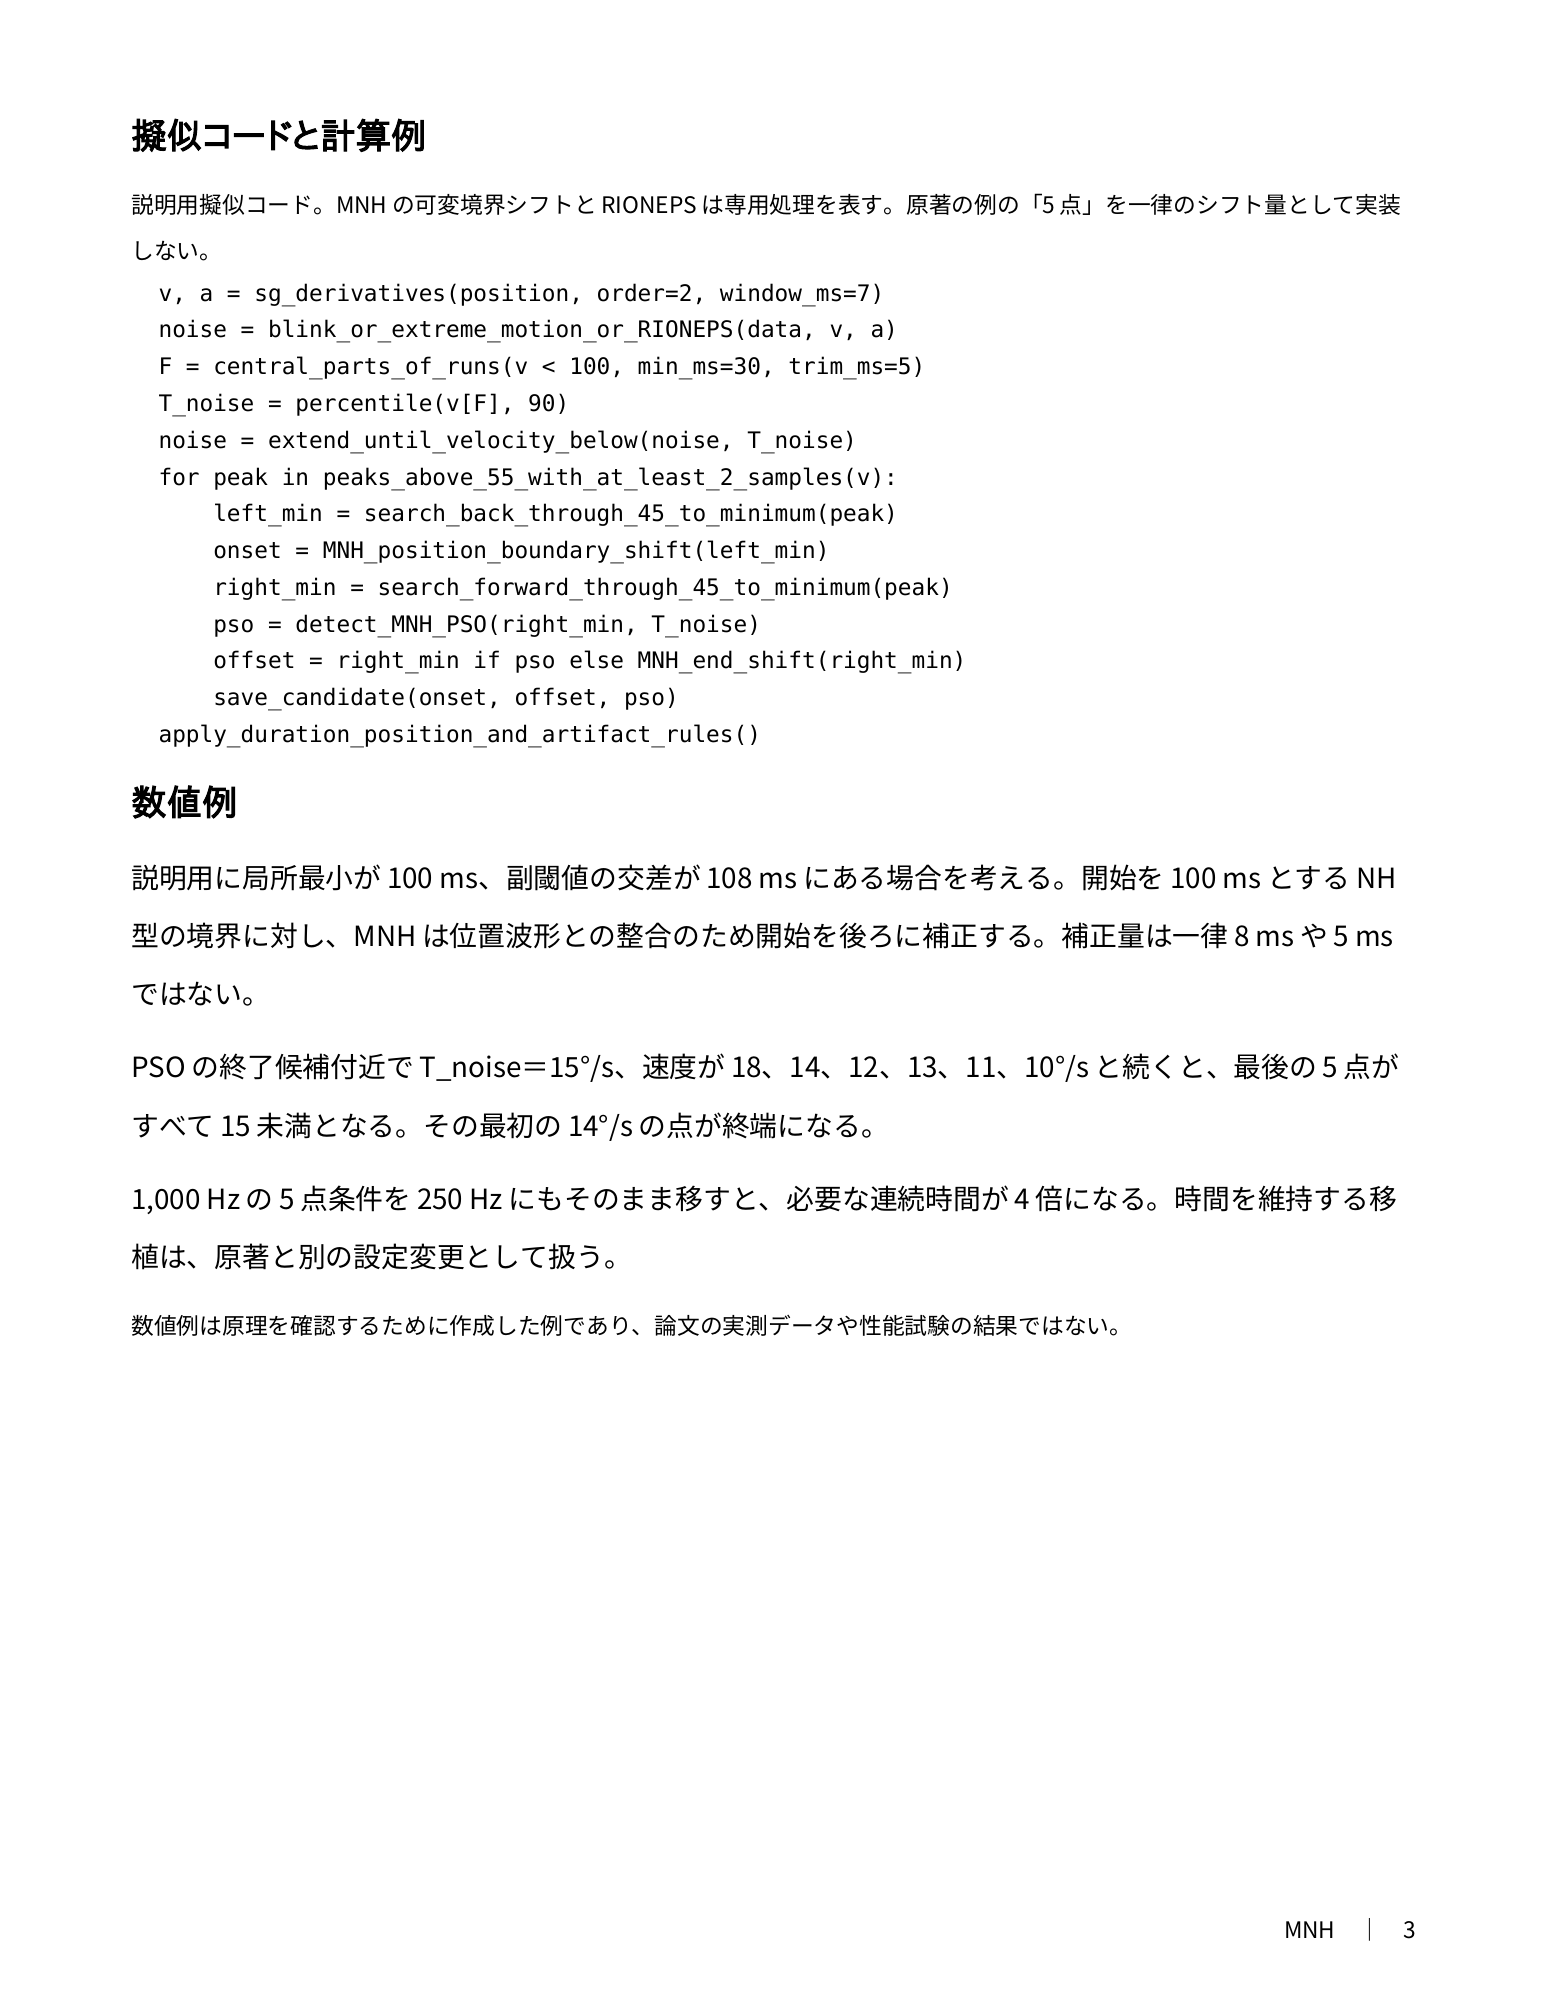 擬似コードと計算例
説明用擬似コード。MNH の可変境界シフトと RIONEPS は専用処理を表す。原著の例の「5 点」を一律のシフト量として実装
しない。
v, a = sg_derivatives(position, order=2, window_ms=7)
noise = blink_or_extreme_motion_or_RIONEPS(data, v, a)
F = central_parts_of_runs(v < 100, min_ms=30, trim_ms=5)
T_noise = percentile(v[F], 90)
noise = extend_until_velocity_below(noise, T_noise)
for peak in peaks_above_55_with_at_least_2_samples(v):
    left_min = search_back_through_45_to_minimum(peak)
    onset = MNH_position_boundary_shift(left_min)
    right_min = search_forward_through_45_to_minimum(peak)
    pso = detect_MNH_PSO(right_min, T_noise)
    offset = right_min if pso else MNH_end_shift(right_min)
    save_candidate(onset, offset, pso)
apply_duration_position_and_artifact_rules()
数値例
説明用に局所最小が 100 ms、副閾値の交差が 108 ms にある場合を考える。開始を 100 ms とする NH
型の境界に対し、MNH は位置波形との整合のため開始を後ろに補正する。補正量は一律 8 ms や 5 ms
ではない。
PSO の終了候補付近で T_noise＝15°/s、速度が 18、14、12、13、11、10°/s と続くと、最後の 5 点が
すべて 15 未満となる。その最初の 14°/s の点が終端になる。
1,000 Hz の 5 点条件を 250 Hz にもそのまま移すと、必要な連続時間が 4 倍になる。時間を維持する移
植は、原著と別の設定変更として扱う。
数値例は原理を確認するために作成した例であり、論文の実測データや性能試験の結果ではない。
MNH ｜ 3